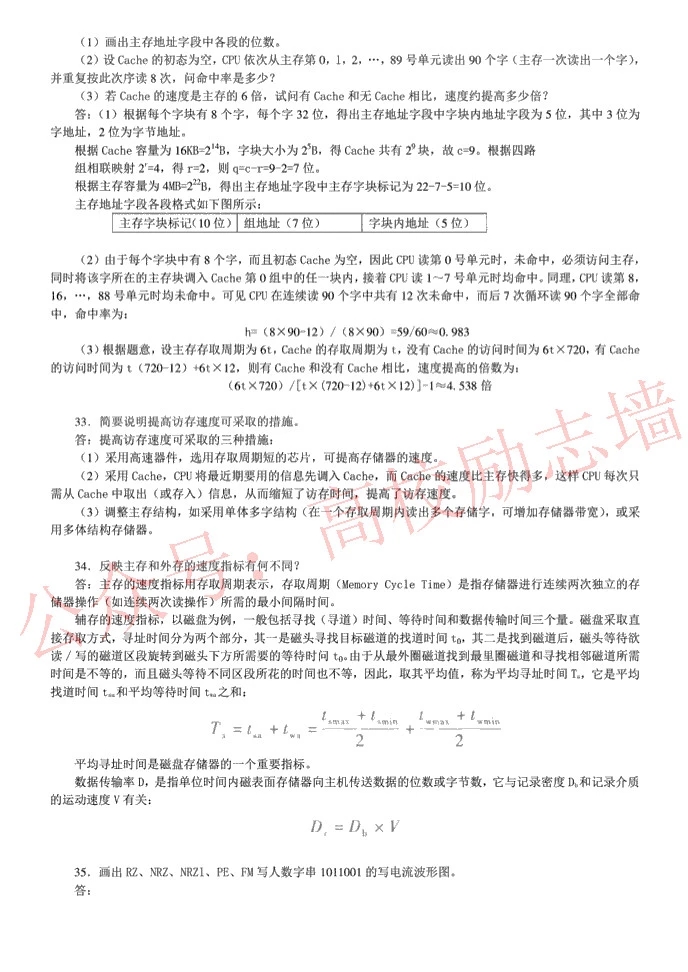 （1）画出主存地址字段中各段的位数。
（2）设 Cache 的初态为空，CPU 依次从主存第 0，1，2，…，89 号单元读出 90 个字（主存一次读出一个字），
并重复按此次序读 8 次，问命中率是多少？
（3）若 Cache 的速度是主存的 6 倍，试问有 Cache 和无 Cache 相比，速度约提高多少倍？
答：（1）根据每个字块有 8 个字，每个字 32 位，得出主存地址字段中字块内地址字段为 5 位，其中 3 位为
字地址，2 位为字节地址。
根据 Cache 容量为 16KB=2¹⁴B，字块大小为 2⁵B，得 Cache 共有 2⁹ 块，故 c=9。根据四路
组相联映射 2ʳ=4，得 r=2，则 q=c-r=9-2=7 位。
根据主存容量为 4MB=2²²B，得出主存地址字段中主存字块标记为 22-7-5=10 位。
主存地址字段各段格式如下图所示：
主存字块标记（10 位） 组地址（7 位） 字块内地址（5 位）
（2）由于每个字块中有 8 个字，而且初态 Cache 为空，因此 CPU 读第 0 号单元时，未命中，必须访问主存，
同时将该字所在的主存块调入 Cache 第 0 组中的任一块内，接着 CPU 读 1～7 号单元时均命中。同理，CPU 读第 8，
16，…，88 号单元时均未命中。可见 CPU 在连续读 90 个字中共有 12 次未命中，而后 7 次循环读 90 个字全部命
中，命中率为：
h=（8×90-12）/（8×90）=59/60≈0.983
（3）根据题意，设主存存取周期为 6t，Cache 的存取周期为 t，没有 Cache 的访问时间为 6t×720，有 Cache
的访问时间为 t（720-12）+6t×12，则有 Cache 和没有 Cache 相比，速度提高的倍数为：
（6t×720）/[t×(720-12)+6t×12)]-1≈4.538 倍
33．简要说明提高访存速度可采取的措施。
答：提高访存速度可采取的三种措施：
（1）采用高速器件，选用存取周期短的芯片，可提高存储器的速度。
（2）采用 Cache，CPU 将最近期要用的信息先调入 Cache，而 Cache 的速度比主存快得多，这样 CPU 每次只
需从 Cache 中取出（或存入）信息，从而缩短了访存时间，提高了访存速度。
（3）调整主存结构，如采用单体多字结构（在一个存取周期内读出多个存储字，可增加存储器带宽），或采
用多体结构存储器。
34．反映主存和外存的速度指标有何不同？
答：主存的速度指标用存取周期表示，存取周期（Memory Cycle Time）是指存储器进行连续两次独立的存
储器操作（如连续两次读操作）所需的最小间隔时间。
辅存的速度指标，以磁盘为例，一般包括寻找（寻道）时间、等待时间和数据传输时间三个量。磁盘采取直
接存取方式，寻址时间分为两个部分，其一是磁头寻找目标磁道的找道时间 t₀，其二是找到磁道后，磁头等待欲
读／写的磁道区段旋转到磁头下方所需要的等待时间 t₀。由于从最外圈磁道找到最里圈磁道和寻找相邻磁道所需
时间是不等的，而且磁头等待不同区段所花的时间也不等，因此，取其平均值，称为平均寻址时间 Tₐ，它是平均
找道时间 tsa 和平均等待时间 twa 之和：
Ta = tsa + twa = (tsmax + tsmin)/2 + (twmax + twmin)/2
平均寻址时间是磁盘存储器的一个重要指标。
数据传输率 Dr 是指单位时间内磁表面存储器向主机传送数据的位数或字节数，它与记录密度 Db 和记录介质
的运动速度 V 有关：
Dr = Db × V
35．画出 RZ、NRZ、NRZ1、PE、FM 写人数字串 1011001 的写电流波形图。
答：
公众号：高校励志墙